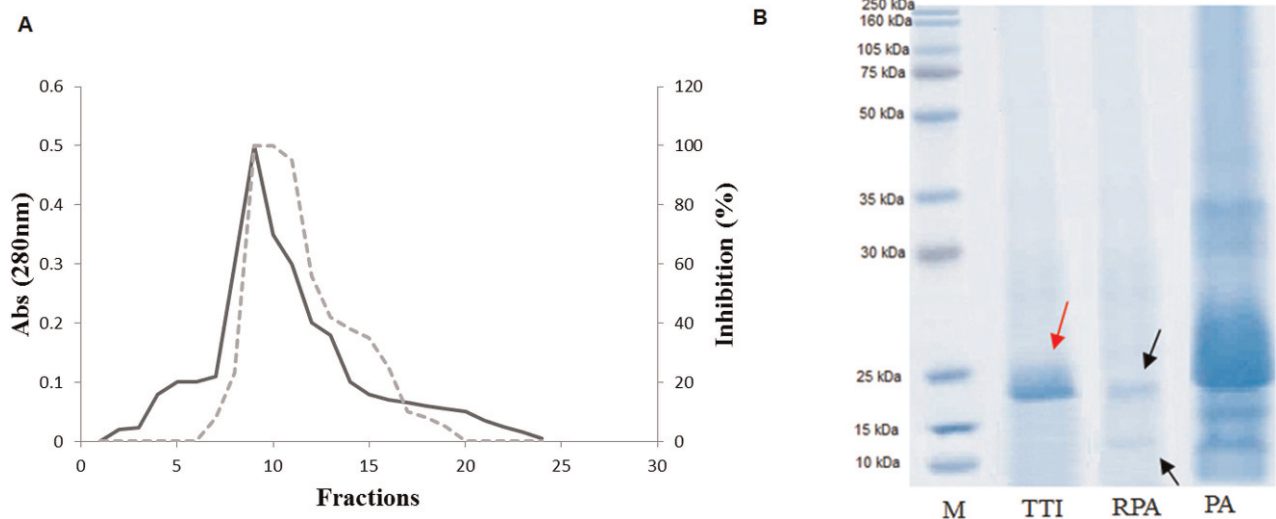 A
0.6
0.5
0.4
0.3
0.2
0.1
0
Abs (280nm)
120
100
80
60
40
20
0
Inhibition (%)
0 5 10 15 20 25 30
Fractions
B
250 kDa
160 kDa
105 kDa
75 kDa
50 kDa
35 kDa
30 kDa
25 kDa
15 kDa
10 kDa
M TTI RPA PA